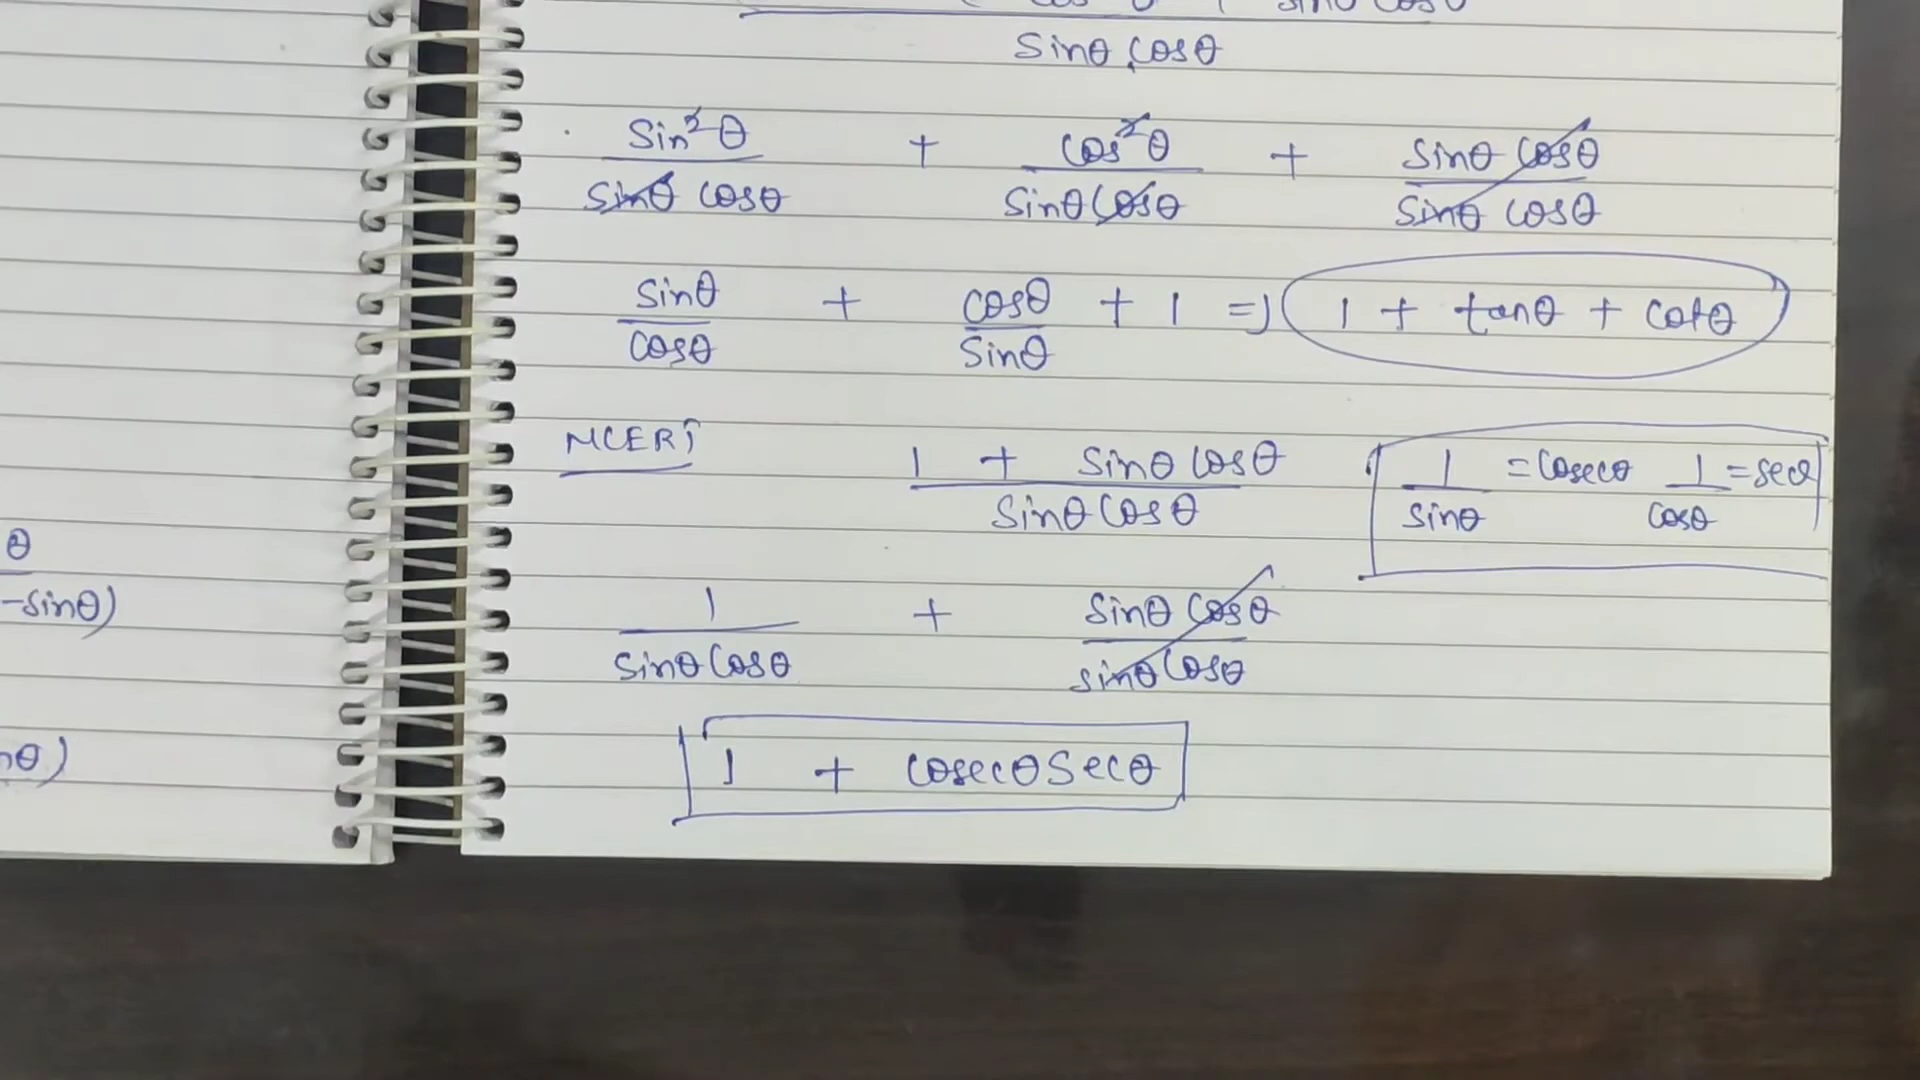 sinθ cosθ
sinθ cosθ
Sin²θ + cos²θ + sinθ cosθ
sinθ cosθ sinθ cosθ sinθ cosθ
sinθ + cosθ + 1 => 1 + tanθ + cotθ
cosθ sinθ
NCERT
1 + sinθ cosθ
sinθ cosθ
1 = cosecθ 1 = secθ
sinθ cosθ
1 + sinθ cosθ
sinθ cosθ sinθ cosθ
1 + cosecθ secθ
θ
-sinθ)
θ)